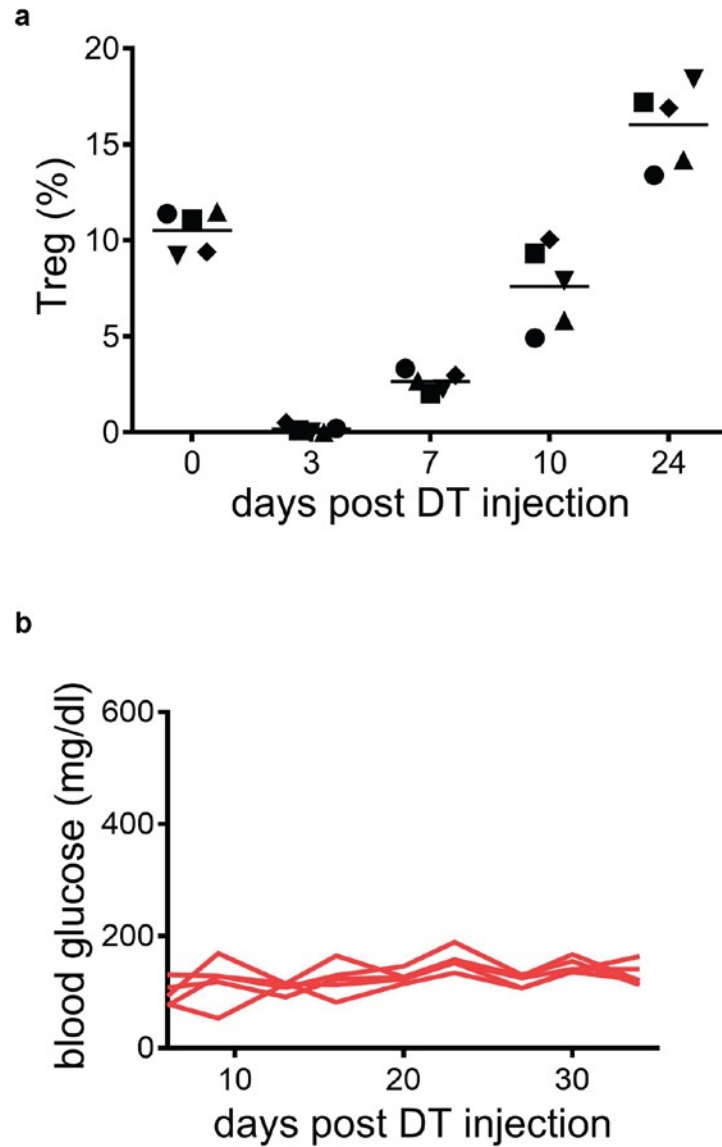 a
20
15
10
5
0
Treg (%)
0 3 7 10 24
days post DT injection
b
600
400
200
0
blood glucose (mg/dl)
10 20 30
days post DT injection